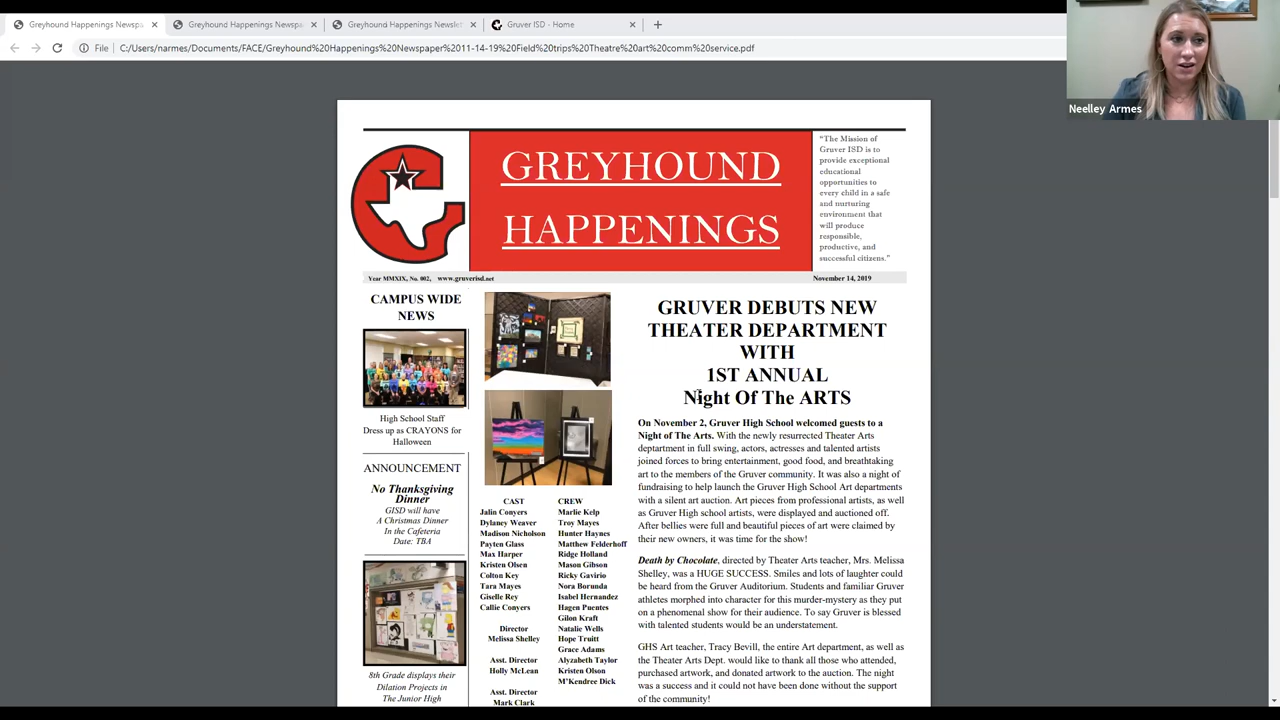 Greyhound Happenings Newspa
Greyhound Happenings Newspa
Greyhound Happenings Newslet
Gruver ISD - Home
File
C:/Users/narmes/Documents/FACE/Greyhound%20Happenings%20Newspaper%2011-14-19%20Field%20trips%20Theatre%20art%20comm%20service.pdf
Neelley Armes
GREYHOUND
HAPPENINGS
"The Mission of
Gruver ISD is to
provide exceptional
educational
opportunities to
every child in a safe
and nurturing
environment that
will produce
responsible,
productive, and
successful citizens."
Year MMXIX, No. 002, www.gruverisd.net
November 14, 2019
CAMPUS WIDE
NEWS
High School Staff
Dress up as CRAYONS for
Halloween
ANNOUNCEMENT
No Thanksgiving
Dinner
GISD will have
A Christmas Dinner
In the Cafeteria
Date: TBA
8th Grade displays their
Dilation Projects in
The Junior High
CAST
Jalin Conyers
Dylaney Weaver
Madison Nicholson
Payten Glass
Max Harper
Kristen Olsen
Colton Key
Tara Mayes
Giselle Rey
Callie Conyers
Director
Melissa Shelley
Asst. Director
Holly McLean
Asst. Director
Mark Clark
CREW
Marlie Kelp
Troy Mayes
Hunter Haynes
Matthew Felderhoff
Ridge Holland
Mason Gibson
Ricky Gavirio
Nora Borunda
Isabel Hernandez
Hagen Puentes
Gilon Kraft
Natalie Wells
Hope Truitt
Grace Adams
Alyzabeth Taylor
Kristen Olson
M'Kendree Dick
GRUVER DEBUTS NEW
THEATER DEPARTMENT
WITH
1ST ANNUAL
Night Of The ARTS
On November 2, Gruver High School welcomed guests to a
Night of The Arts. With the newly resurrected Theater Arts
department in full swing, actors, actresses and talented artists
joined forces to bring entertainment, good food, and breathtaking
art to the members of the Gruver community. It was also a night of
fundraising to help launch the Gruver High School Art departments
with a silent art auction. Art pieces from professional artists, as well
as Gruver High school artists, were displayed and auctioned off.
After bellies were full and beautiful pieces of art were claimed by
their new owners, it was time for the show!
Death by Chocolate, directed by Theater Arts teacher, Mrs. Melissa
Shelley, was a HUGE SUCCESS. Smiles and lots of laughter could
be heard from the Gruver Auditorium. Students and familiar Gruver
athletes morphed into character for this murder-mystery as they put
on a phenomenal show for their audience. To say Gruver is blessed
with talented students would be an understatement.
GHS Art teacher, Tracy Bevill, the entire Art department, as well as
the Theater Arts Dept. would like to thank all those who attended,
purchased artwork, and donated artwork to the auction. The night
was a success and it could not have been done without the support
of the community!